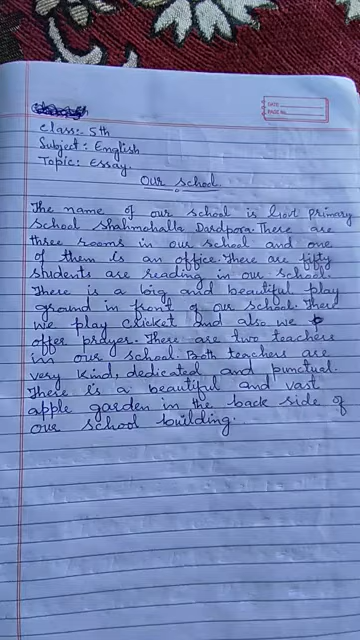 DATE:
PAGE No.:
Class:- 5th
Subject: English
Topic: Essay.
Our school
The name of our school is Govt primary
school Shahmohalla Dardpora. There are
three rooms in our school and one
of them is an office. There are fifty
students are reading in our school.
There is a big and beautiful play
ground in front of our school. There
we play cricket and also we
offer prayer. There are two teachers
in our school. Both teachers are
very kind, dedicated and punctual.
There is a beautiful and vast
apple garden in the back side of
our school building.